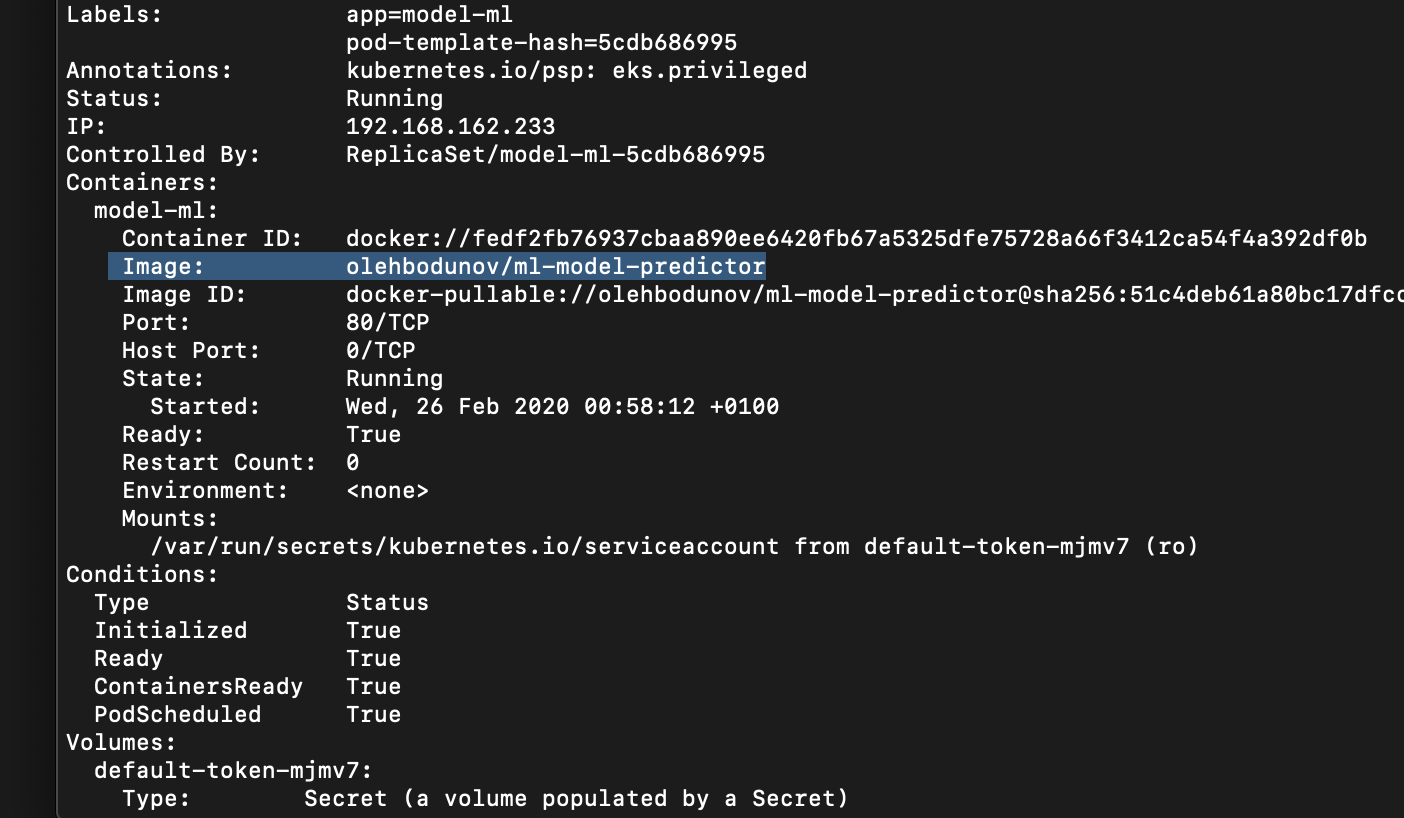 Labels:             app=model-ml
                    pod-template-hash=5cdb686995
Annotations:        kubernetes.io/psp: eks.privileged
Status:             Running
IP:                 192.168.162.233
Controlled By:      ReplicaSet/model-ml-5cdb686995
Containers:
  model-ml:
    Container ID:   docker://fedf2fb76937cbaa890ee6420fb67a5325dfe75728a66f3412ca54f4a392df0b
    Image:          olehbodunov/ml-model-predictor
    Image ID:       docker-pullable://olehbodunov/ml-model-predictor@sha256:51c4deb61a80bc17dfcc
    Port:           80/TCP
    Host Port:      0/TCP
    State:          Running
      Started:      Wed, 26 Feb 2020 00:58:12 +0100
    Ready:          True
    Restart Count:  0
    Environment:    <none>
    Mounts:
      /var/run/secrets/kubernetes.io/serviceaccount from default-token-mjmv7 (ro)
Conditions:
  Type              Status
  Initialized       True
  Ready             True
  ContainersReady   True
  PodScheduled      True
Volumes:
  default-token-mjmv7:
    Type:        Secret (a volume populated by a Secret)